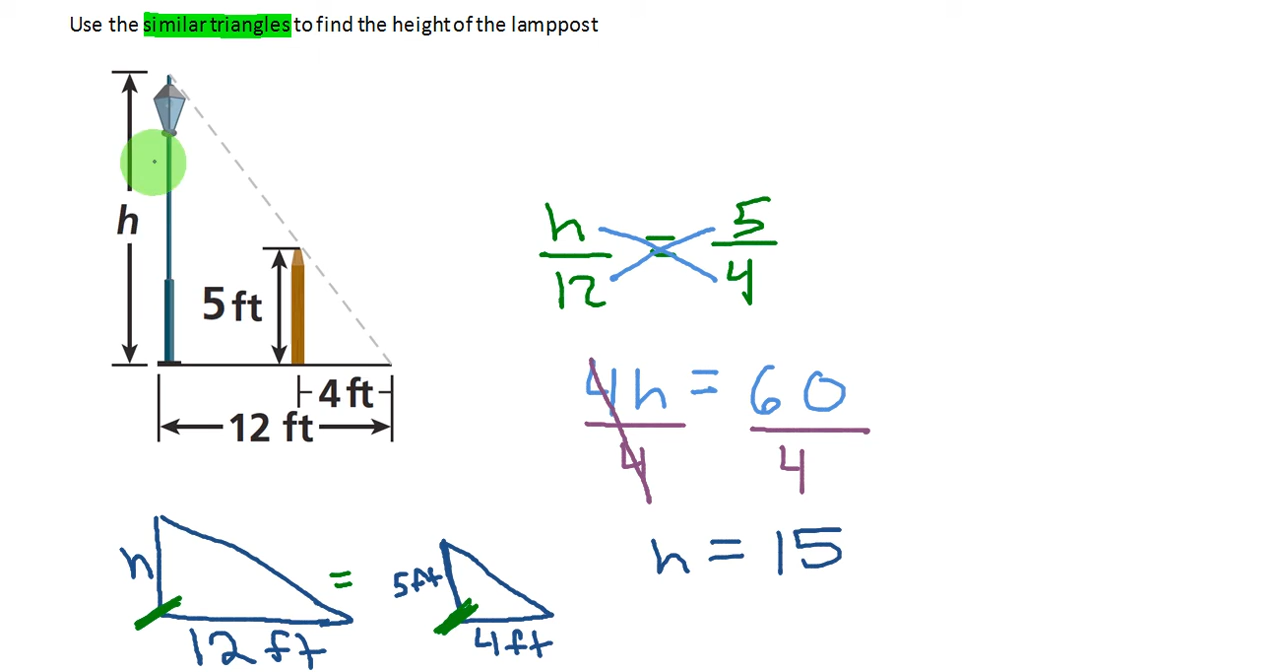 Use the similar triangles to find the height of the lamppost
h
5 ft
4 ft
12 ft
h/12 = 5/4
4h = 60
4 4
h = 15
h
12 ft
=
5ft
4ft